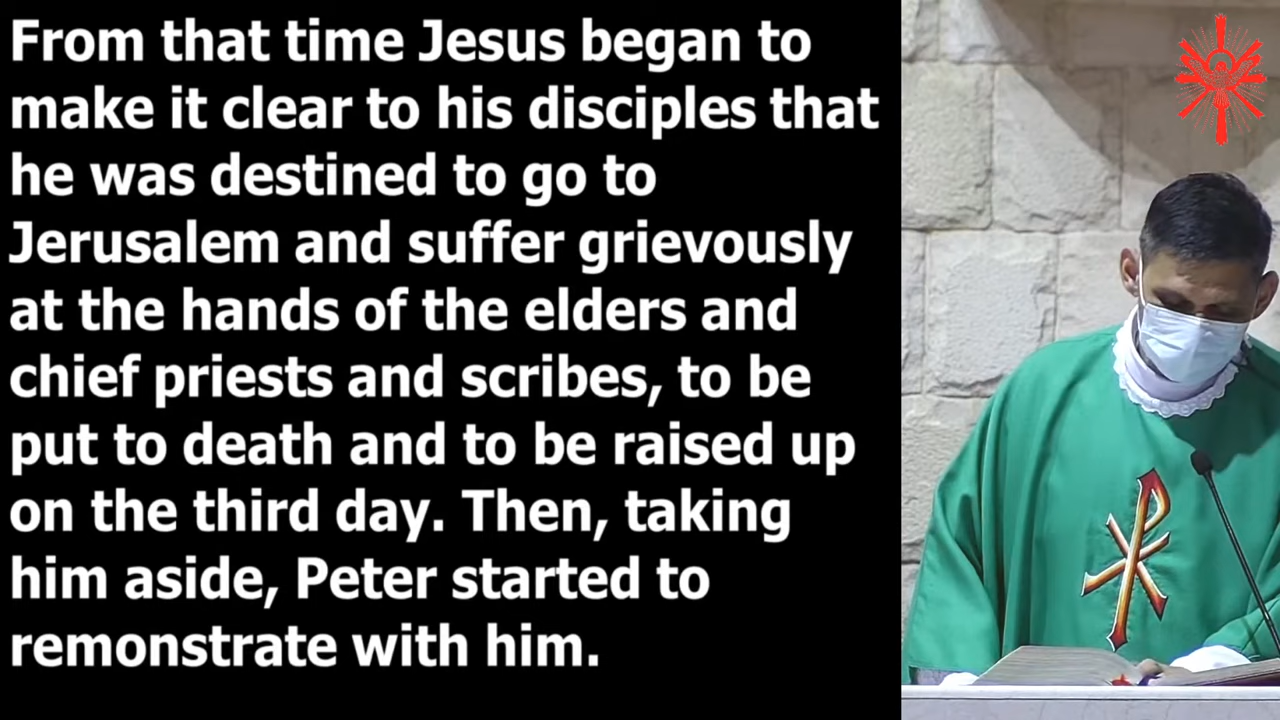 From that time Jesus began to
make it clear to his disciples that
he was destined to go to
Jerusalem and suffer grievously
at the hands of the elders and
chief priests and scribes, to be
put to death and to be raised up
on the third day. Then, taking
him aside, Peter started to
remonstrate with him.